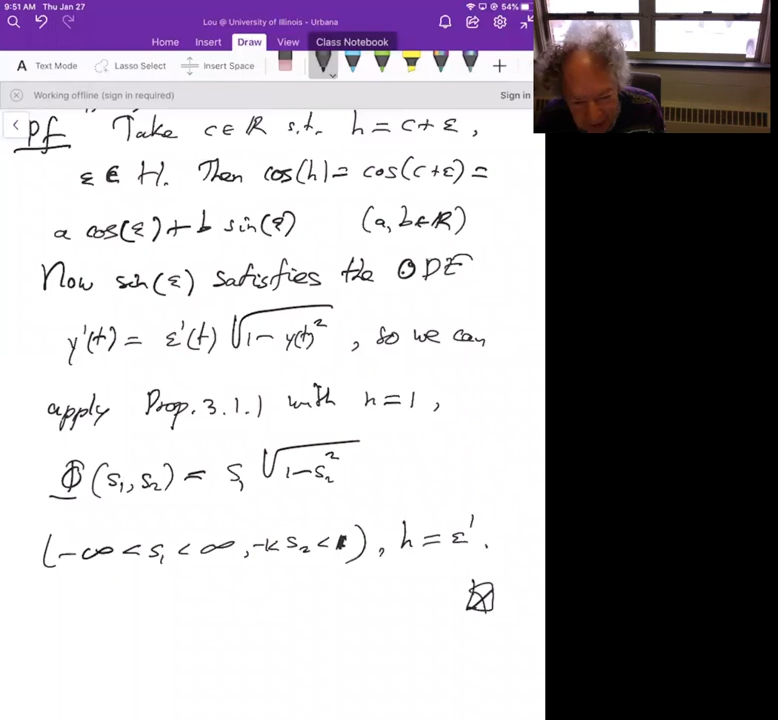 9:51 AM Thu Jan 27
54%
Lou @ University of Illinois - Urbana
Home Insert Draw View Class Notebook
A Text Mode Lasso Select Insert Space
Working offline (sign in required) Sign in
pf Take c∈ℝ s.t. h = c + ε,
ε ∈ H. Then cos(h) = cos(c+ε) =
a cos(ε) + b sin(ε) (a, b ∈ ℝ)
Now sin(ε) satisfies the ODE
y'(t) = ε'(t) √(1 − y(t)²), so we can
apply Prop. 3.1.1 with n = 1,
Φ(s₁, s₂) = s₁ √(1 − s₂²)
(−∞ < s₁ < ∞, −1 < s₂ < 1), h = ε'.